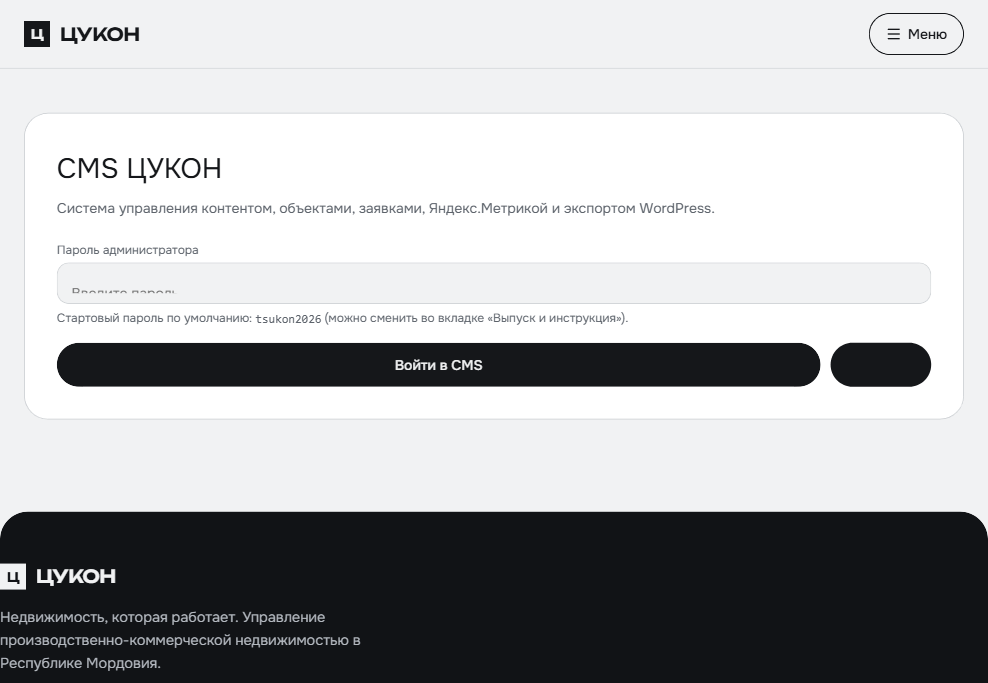 Ц ЦУКОН
Меню
CMS ЦУКОН
Система управления контентом, объектами, заявками, Яндекс.Метрикой и экспортом WordPress.
Пароль администратора
Введите пароль
Стартовый пароль по умолчанию: tsukon2026 (можно сменить во вкладке «Выпуск и инструкция»).
Войти в CMS
Ц ЦУКОН
Недвижимость, которая работает. Управление
производственно-коммерческой недвижимостью в
Республике Мордовия.